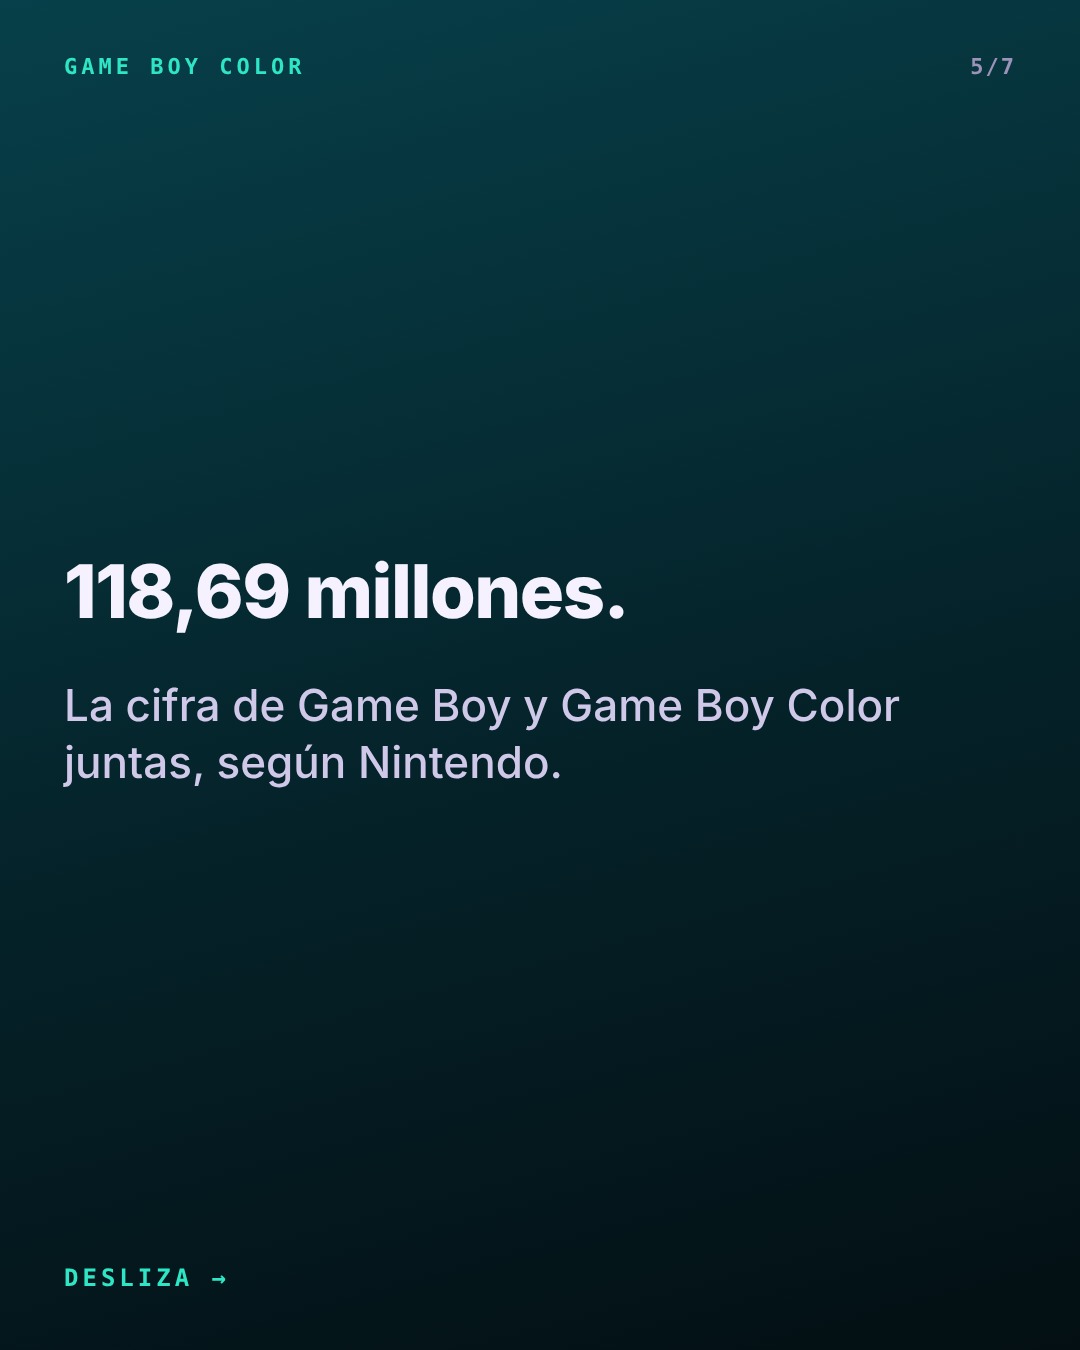 GAME BOY COLOR
5/7
118,69 millones.
La cifra de Game Boy y Game Boy Color
juntas, según Nintendo.
DESLIZA →